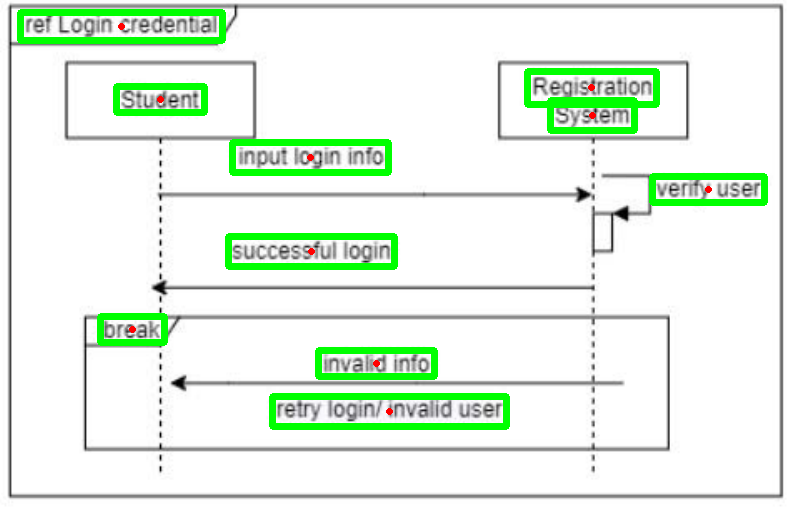 ref Login credential
Student
Registration
System
input login info
verify user
successful login
break
invalid info
retry login/ invalid user